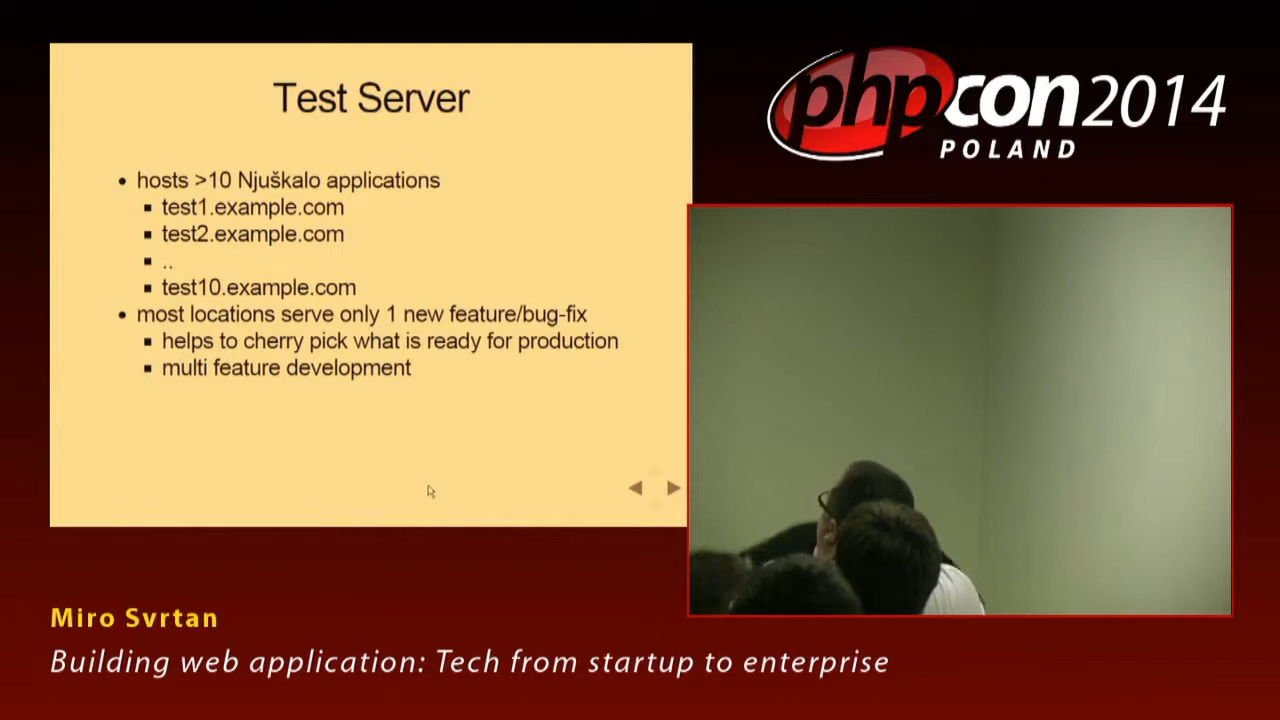 Test Server
hosts >10 Njuškalo applications
test1.example.com
test2.example.com
..
test10.example.com
most locations serve only 1 new feature/bug-fix
helps to cherry pick what is ready for production
multi feature development
phpcon2014
POLAND
Miro Svrtan
Building web application: Tech from startup to enterprise